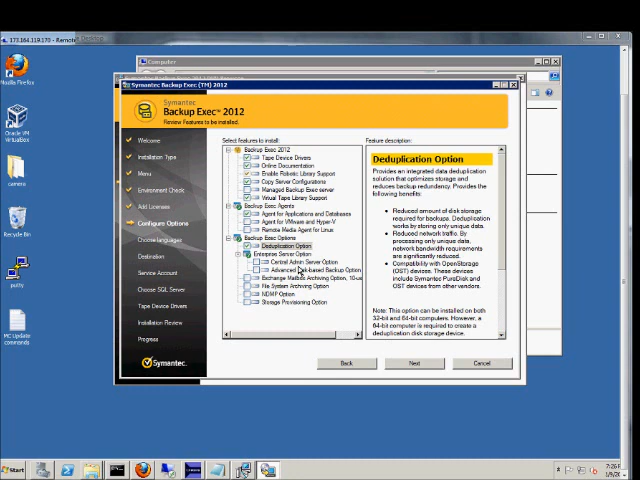 173.164.119.170 - Remote Desktop
Computer
Symantec Backup Exec (TM) 2012
Symantec
Backup Exec™ 2012
Review Features to be installed.
Mozilla Firefox
Oracle VM
VirtualBox
camera
Recycle Bin
putty
MC Update
commands
Welcome
Installation Type
Menu
Environment Check
Add Licenses
Configure Options
Choose languages
Destination
Service Account
Choose SQL Server
Tape Device Drivers
Installation Review
Progress
Symantec.
Select features to install:
Backup Exec 2012
Tape Device Drivers
Online Documentation
Enable Robotic Library Support
Copy Server Configurations
Managed Backup Exec server
Virtual Tape Library Support
Backup Exec Agents
Agent for Applications and Databases
Agent for VMware and Hyper-V
Remote Media Agent for Linux
Backup Exec Options
Deduplication Option
Enterprise Server Option
Central Admin Server Option
Advanced Disk-based Backup Option
Exchange Mailbox Archiving Option, 10-us
File System Archiving Option
NDMP Option
Storage Provisioning Option
Feature description:
Deduplication Option
Provides an integrated data deduplication
solution that optimizes storage and
reduces backup redundancy. Provides the
following benefits:
• Reduced amount of disk storage
required for backups. Deduplication
works by storing only unique data.
• Reduced network traffic. By
processing only unique data,
network bandwidth requirements
are significantly reduced.
• Compatibility with OpenStorage
(OST) devices. These devices
include Symantec PureDisk and
OST devices from other vendors.
Note: This option can be installed on both
32-bit and 64-bit computers. However, a
64-bit computer is required to create a
deduplication disk storage device.
Back
Next
Cancel
Start
7:26 P
1/9/20